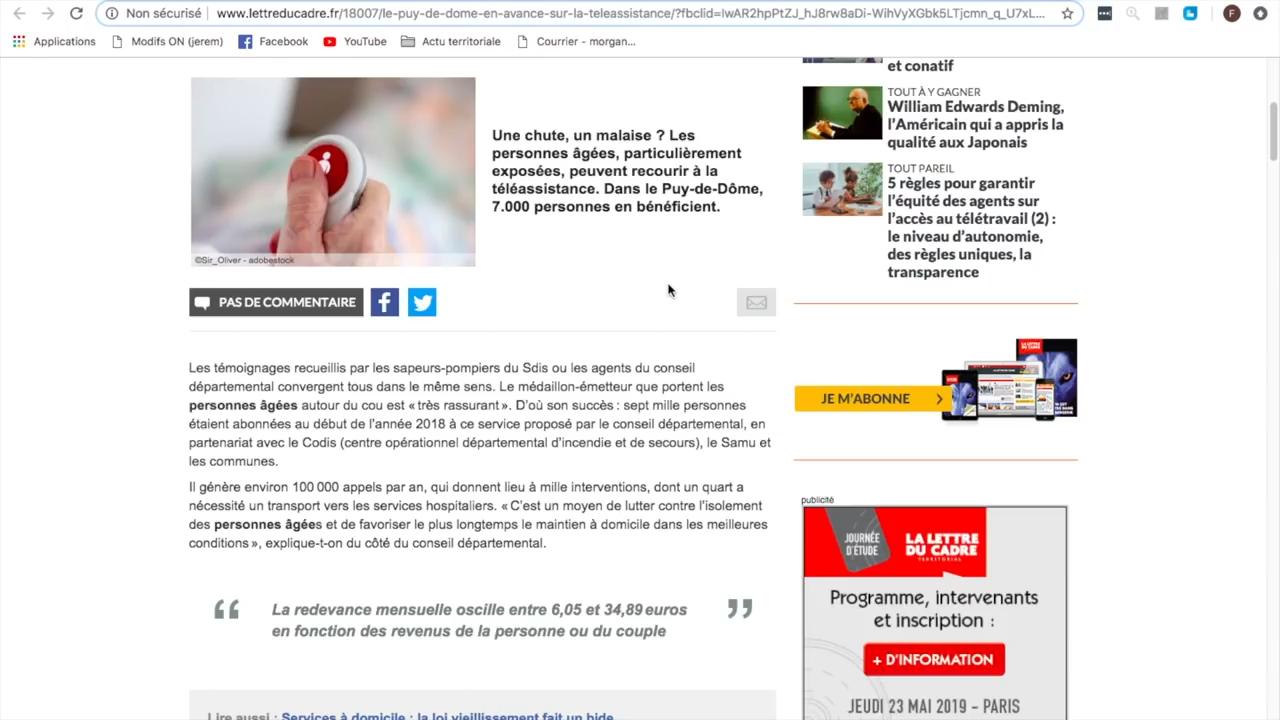 Non sécurisé
www.lettreducadre.fr/18007/le-puy-de-dome-en-avance-sur-la-teleassistance/?fbclid=IwAR2hpPtZJ_hJ8rw8aDi-WihVyXGbk5LTjcmn_q_U7xL...
F
Applications
Modifs ON (jerem)
Facebook
YouTube
Actu territoriale
Courrier - morgan...
©Sir_Oliver - adobestock
Une chute, un malaise ? Les
personnes âgées, particulièrement
exposées, peuvent recourir à la
téléassistance. Dans le Puy-de-Dôme,
7.000 personnes en bénéficient.
PAS DE COMMENTAIRE
Les témoignages recueillis par les sapeurs-pompiers du Sdis ou les agents du conseil
départemental convergent tous dans le même sens. Le médaillon-émetteur que portent les
personnes âgées autour du cou est « très rassurant ». D'où son succès : sept mille personnes
étaient abonnées au début de l'année 2018 à ce service proposé par le conseil départemental, en
partenariat avec le Codis (centre opérationnel départemental d'incendie et de secours), le Samu et
les communes.
Il génère environ 100 000 appels par an, qui donnent lieu à mille interventions, dont un quart a
nécessité un transport vers les services hospitaliers. « C'est un moyen de lutter contre l'isolement
des personnes âgées et de favoriser le plus longtemps le maintien à domicile dans les meilleures
conditions », explique-t-on du côté du conseil départemental.
“ La redevance mensuelle oscille entre 6,05 et 34,89 euros ”
en fonction des revenus de la personne ou du couple
Lire aussi : Services à domicile : la loi vieillissement fait un bide
et conatif
TOUT À Y GAGNER
William Edwards Deming,
l'Américain qui a appris la
qualité aux Japonais
TOUT PAREIL
5 règles pour garantir
l'équité des agents sur
l'accès au télétravail (2) :
le niveau d'autonomie,
des règles uniques, la
transparence
JE M'ABONNE
publicité
JOURNÉE
D'ÉTUDE
LA LETTRE
DU CADRE
TERRITORIAL
Programme, intervenants
et inscription :
+ D'INFORMATION
JEUDI 23 MAI 2019 - PARIS